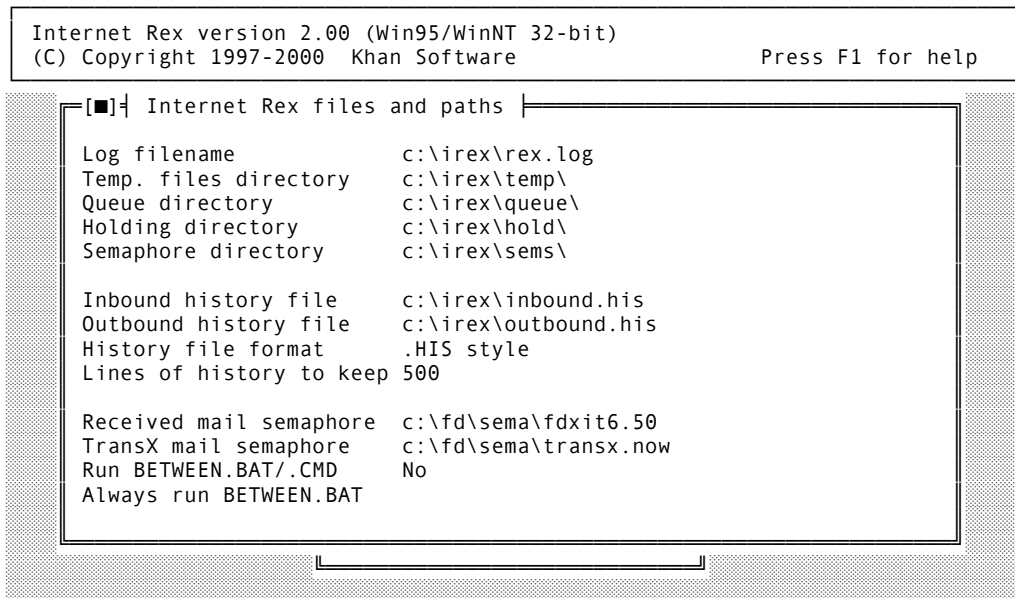 Internet Rex version 2.00 (Win95/WinNT 32-bit)
(C) Copyright 1997-2000 Khan Software Press F1 for help
[■] Internet Rex files and paths
Log filename c:\irex\rex.log
Temp. files directory c:\irex\temp\
Queue directory c:\irex\queue\
Holding directory c:\irex\hold\
Semaphore directory c:\irex\sems\
Inbound history file c:\irex\inbound.his
Outbound history file c:\irex\outbound.his
History file format .HIS style
Lines of history to keep 500
Received mail semaphore c:\fd\sema\fdxit6.50
TransX mail semaphore c:\fd\sema\transx.now
Run BETWEEN.BAT/.CMD No
Always run BETWEEN.BAT